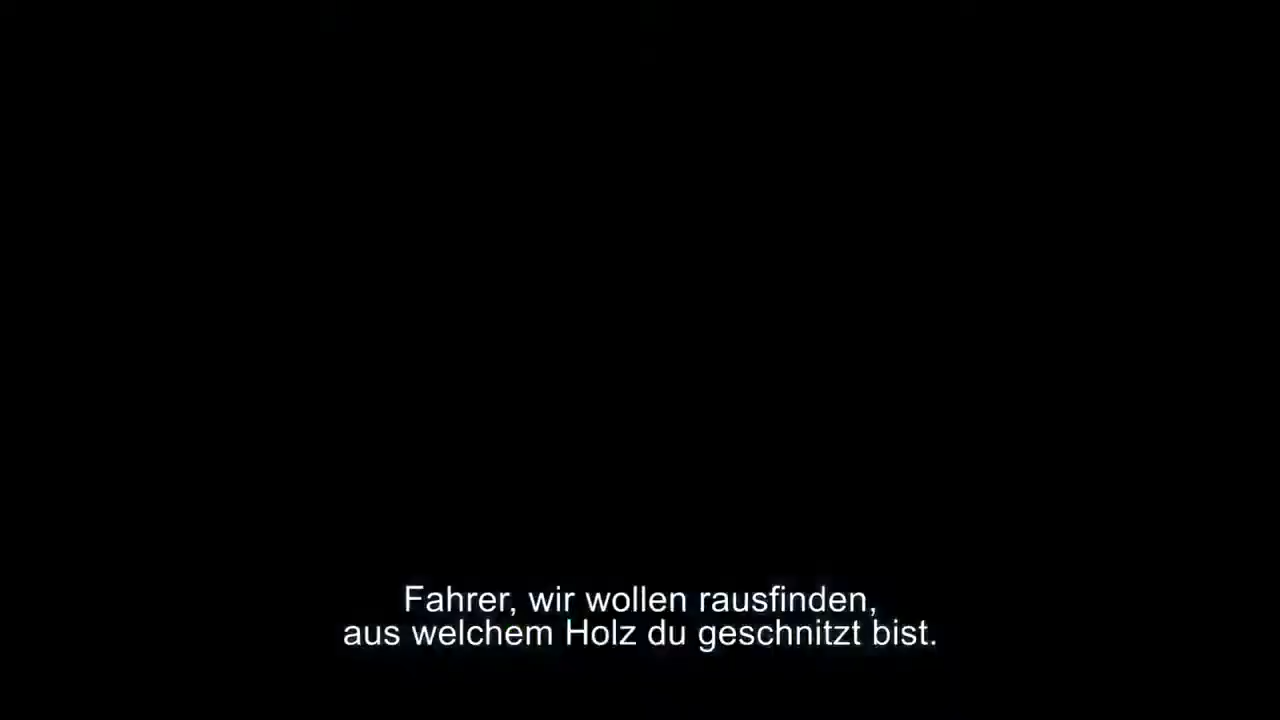 Fahrer, wir wollen rausfinden,
aus welchem Holz du geschnitzt bist.